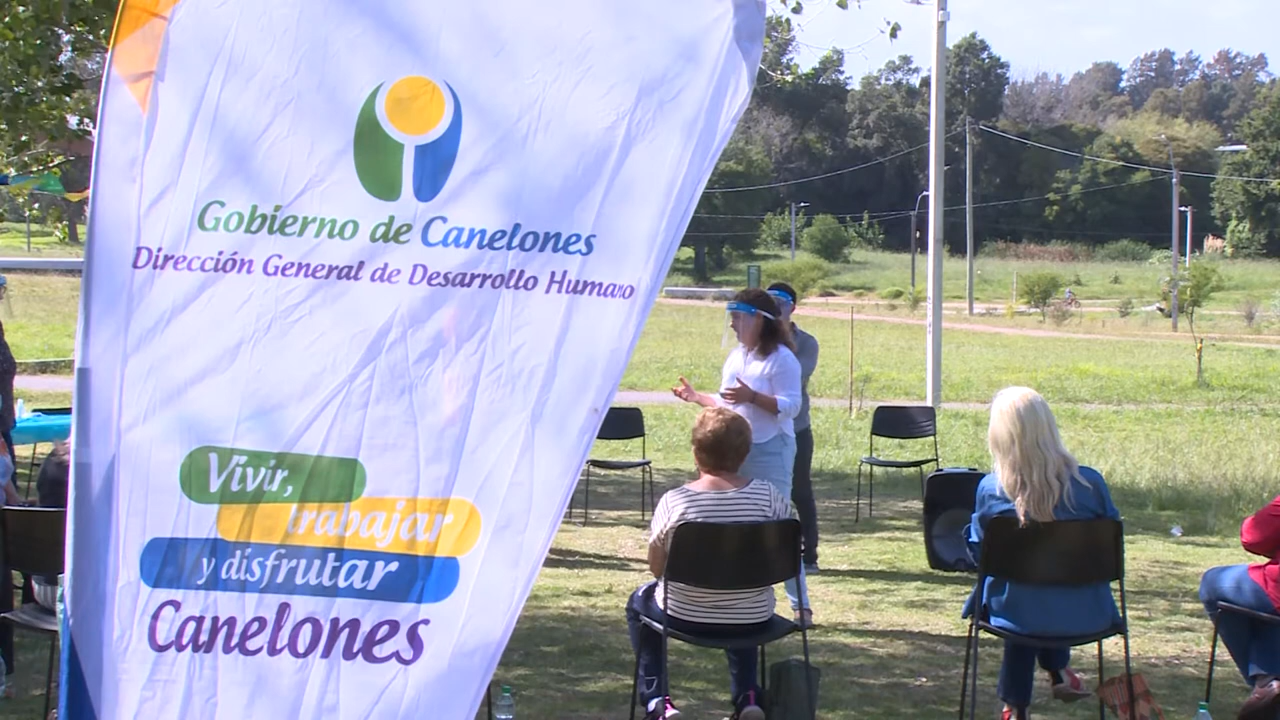 Gobierno de Canelones
Dirección General de Desarrollo Humano
Vivir,
trabajar
y disfrutar
Canelones